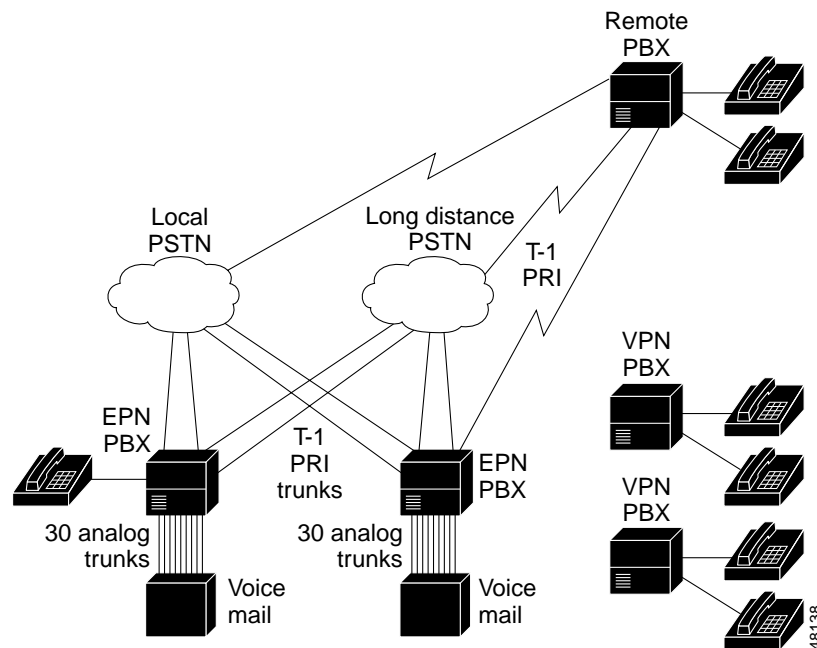 Remote
PBX
Local
PSTN
Long distance
PSTN
T-1
PRI
VPN
PBX
EPN
PBX
T-1
PRI
trunks
EPN
PBX
VPN
PBX
30 analog
trunks
30 analog
trunks
Voice
mail
Voice
mail
48138